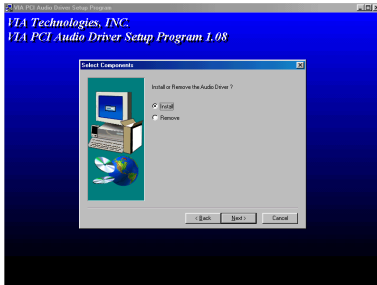 VIA PCI Audio Driver Setup Program
VIA Technologies, INC.
VIA PCI Audio Driver Setup Program 1.08
Select Components
Install or Remove the Audio Driver ?
Install
Remove
< Back
Next >
Cancel